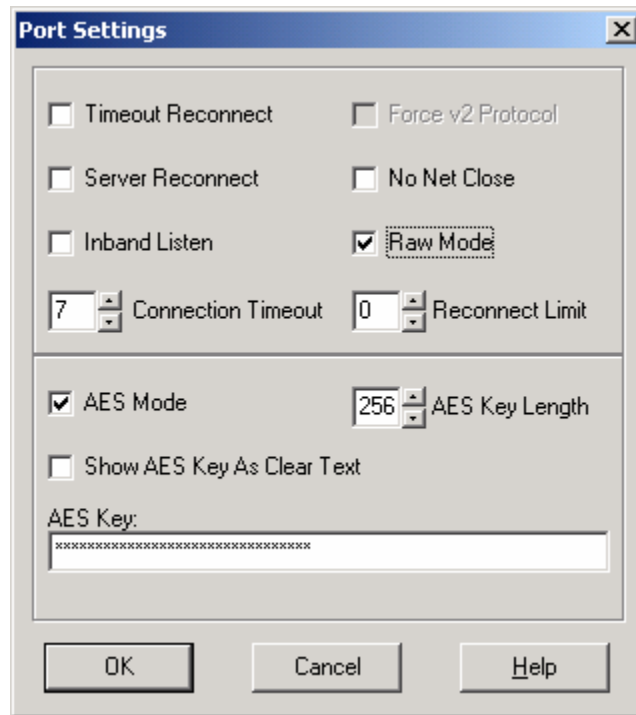 Port Settings
Timeout Reconnect Force v2 Protocol
Server Reconnect No Net Close
Inband Listen Raw Mode
7 Connection Timeout 0 Reconnect Limit
AES Mode 256 AES Key Length
Show AES Key As Clear Text
AES Key:
********************************
OK Cancel Help